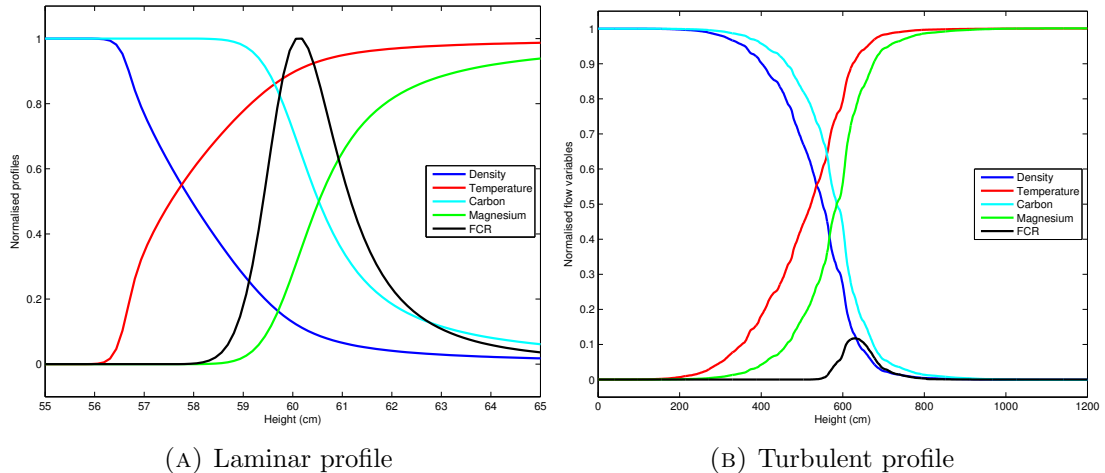 Normalised profiles
1
0.8
0.6
0.4
0.2
0
55 56 57 58 59 60 61 62 63 64 65
Height (cm)
Density
Temperature
Carbon
Magnesium
FCR
(A) Laminar profile
Normalised flow variables
1
0.9
0.8
0.7
0.6
0.5
0.4
0.3
0.2
0.1
0
0 200 400 600 800 1000 1200
Height (cm)
Density
Temperature
Carbon
Magnesium
FCR
(B) Turbulent profile